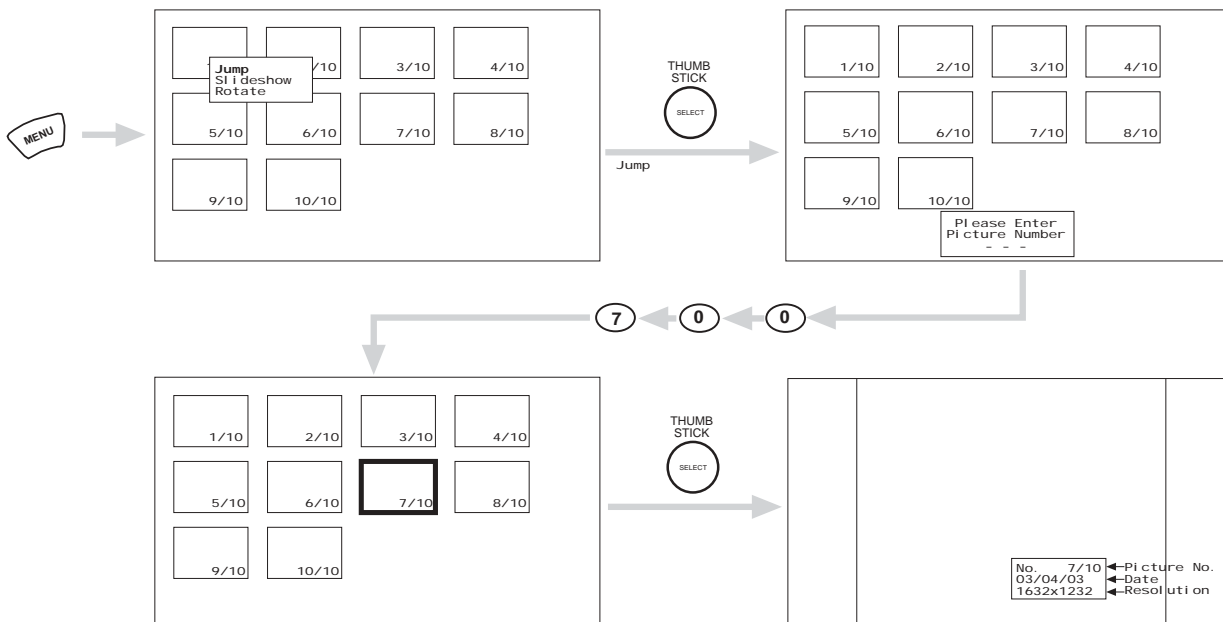 MENU
1/10
3/10
4/10
Jump
Slideshow
Rotate
5/10
6/10
7/10
8/10
9/10
10/10
THUMB
STICK
SELECT
Jump
1/10
2/10
3/10
4/10
5/10
6/10
7/10
8/10
9/10
10/10
Please Enter
Picture Number
- - -
7
0
0
1/10
2/10
3/10
4/10
5/10
6/10
7/10
8/10
9/10
10/10
THUMB
STICK
SELECT
No. 7/10 Picture No.
03/04/03 Date
1632x1232 Resolution